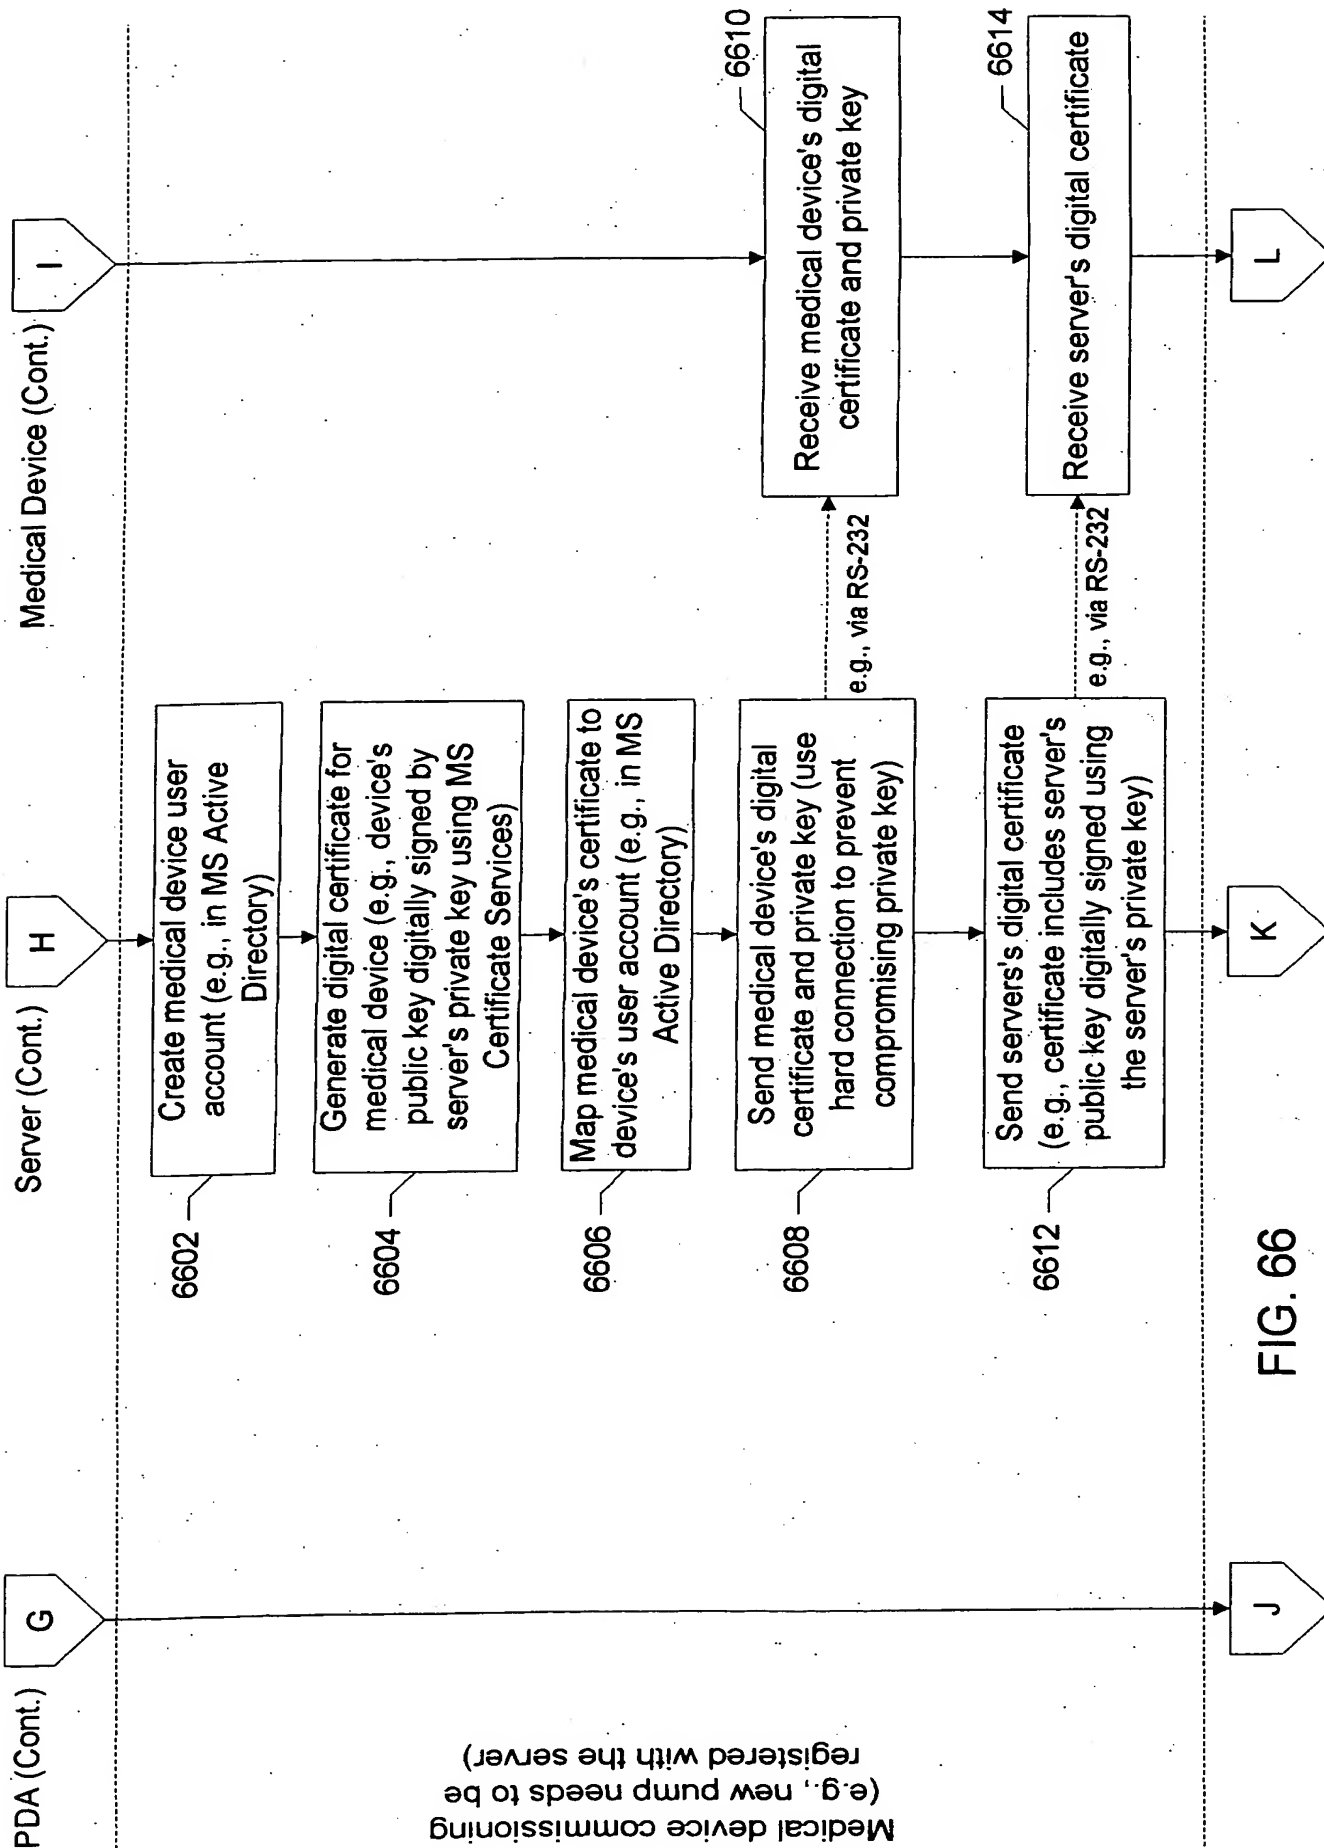 PDA (Cont.)
Server (Cont.)
Medical Device (Cont.)
G
H
I
Medical device commissioning
(e.g., new pump needs to be
registered with the server)
6602
Create medical device user
account (e.g., in MS Active
Directory)
6604
Generate digital certificate for
medical device (e.g., device's
public key digitally signed by
server's private key using MS
Certificate Services)
6606
Map medical device's certificate to
device's user account (e.g., in MS
Active Directory)
6608
Send medical device's digital
certificate and private key (use
hard connection to prevent
compromising private key)
e.g., via RS-232
6610
Receive medical device's digital
certificate and private key
6612
Send servers's digital certificate
(e.g., certificate includes server's
public key digitally signed using
the server's private key)
e.g., via RS-232
6614
Receive server's digital certificate
J
K
L
FIG. 66